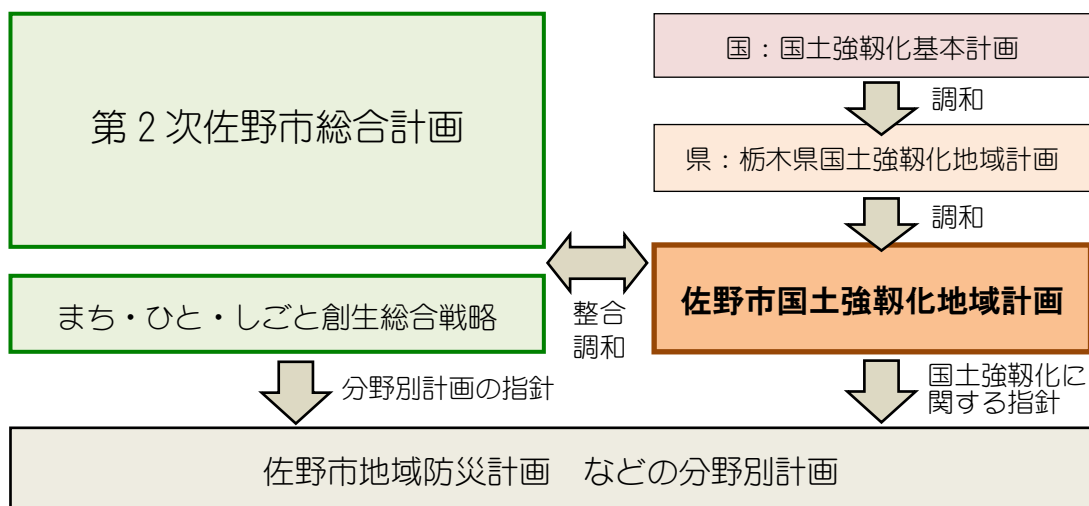 第2次佐野市総合計画
まち・ひと・しごと創生総合戦略
国：国土強靱化基本計画
調和
県：栃木県国土強靱化地域計画
調和
佐野市国土強靱化地域計画
整合
調和
分野別計画の指針
国土強靱化に
関する指針
佐野市地域防災計画　などの分野別計画